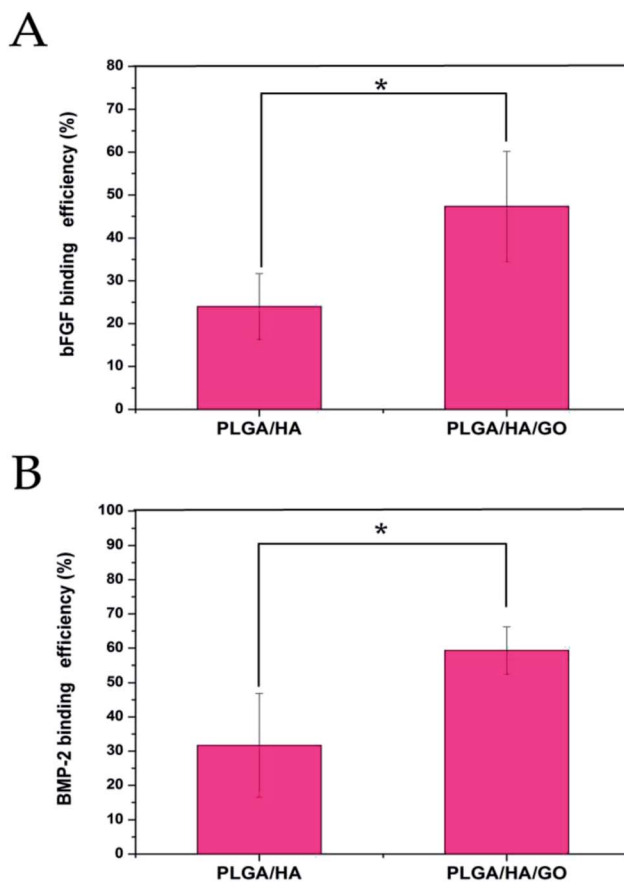 A
80
70
60
50
40
30
20
10
0
bFGF binding efficiency (%)
*
PLGA/HA
PLGA/HA/GO
B
100
90
80
70
60
50
40
30
20
10
0
BMP-2 binding efficiency (%)
*
PLGA/HA
PLGA/HA/GO